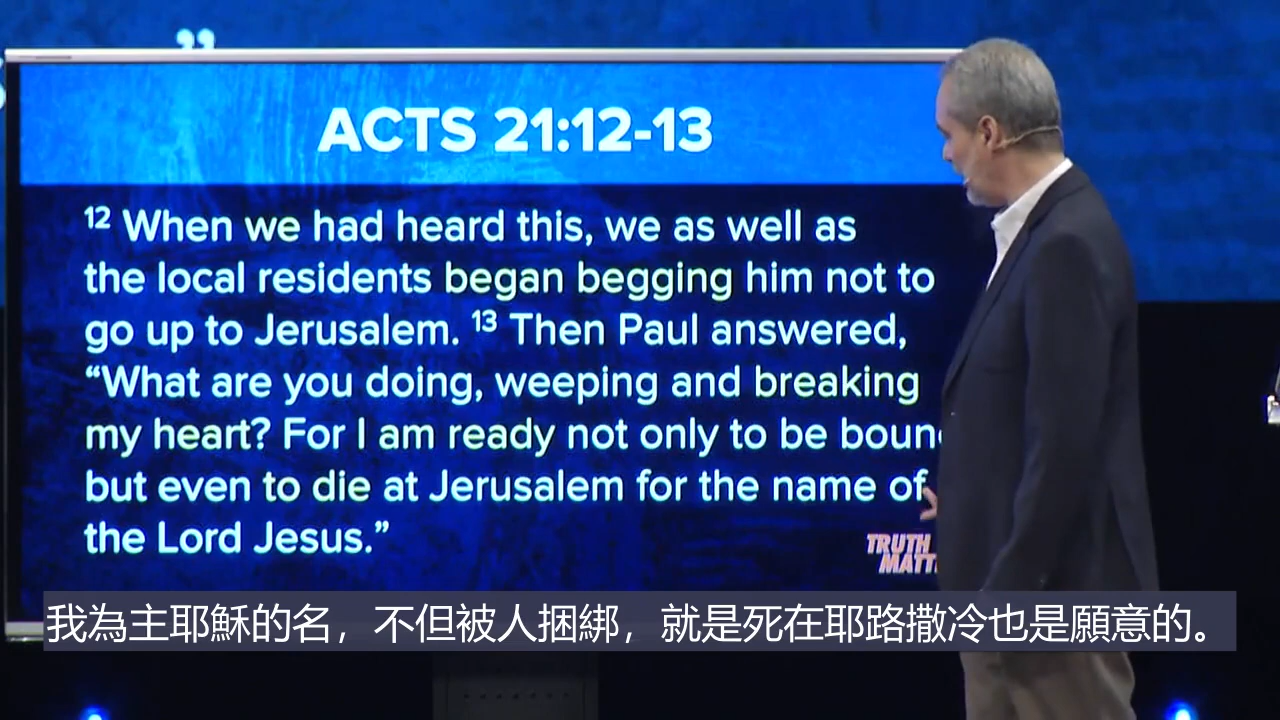 ”
ACTS 21:12-13
12 When we had heard this, we as well as
the local residents began begging him not to
go up to Jerusalem. 13 Then Paul answered,
“What are you doing, weeping and breaking
my heart? For I am ready not only to be boun
but even to die at Jerusalem for the name of
the Lord Jesus.”
TRUTH
MATT
我為主耶穌的名，不但被人捆綁，就是死在耶路撒冷也是願意的。